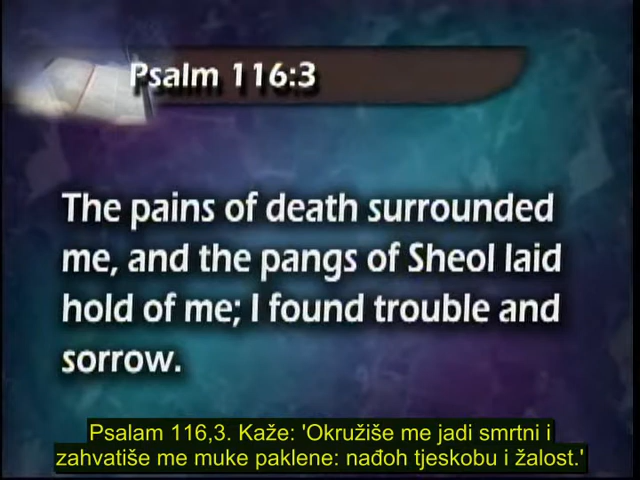 Psalm 116:3
The pains of death surrounded
me, and the pangs of Sheol laid
hold of me; I found trouble and
sorrow.
Psalam 116,3. Kaže: 'Okružiše me jadi smrtni i
zahvatiše me muke paklene: nađoh tjeskobu i žalost.'